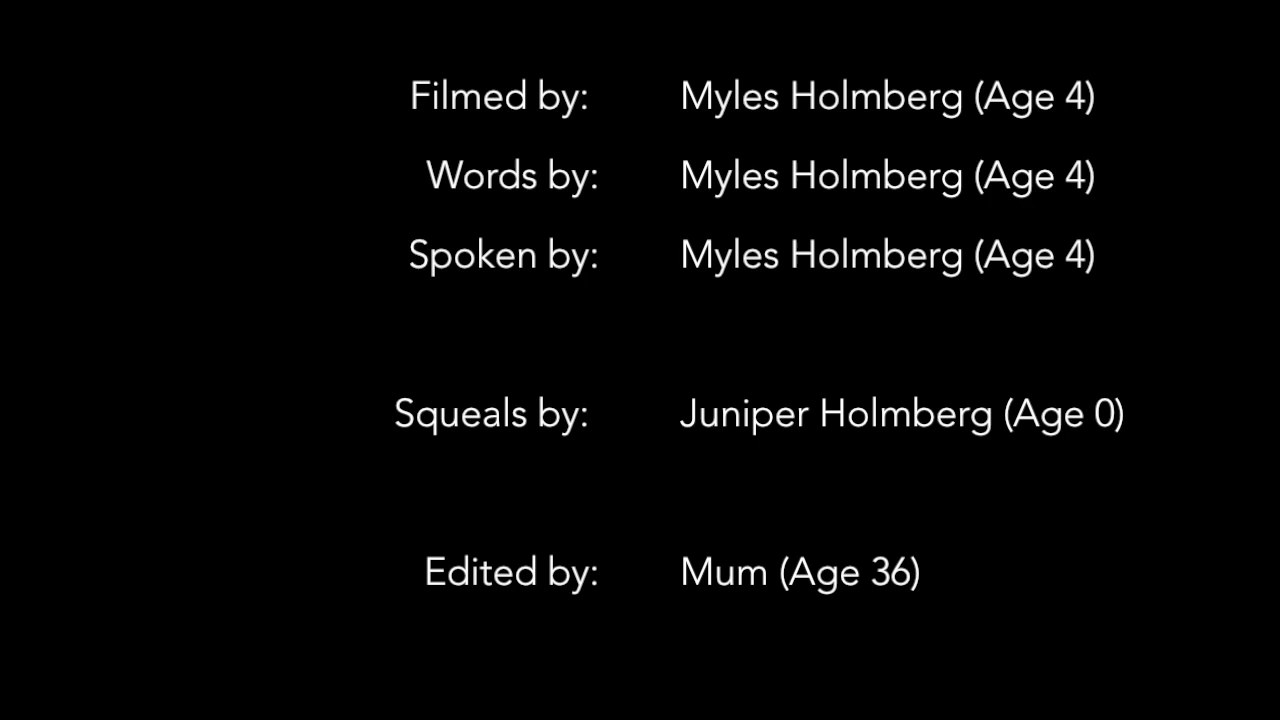 Filmed by: Myles Holmberg (Age 4)
Words by: Myles Holmberg (Age 4)
Spoken by: Myles Holmberg (Age 4)
Squeals by: Juniper Holmberg (Age 0)
Edited by: Mum (Age 36)